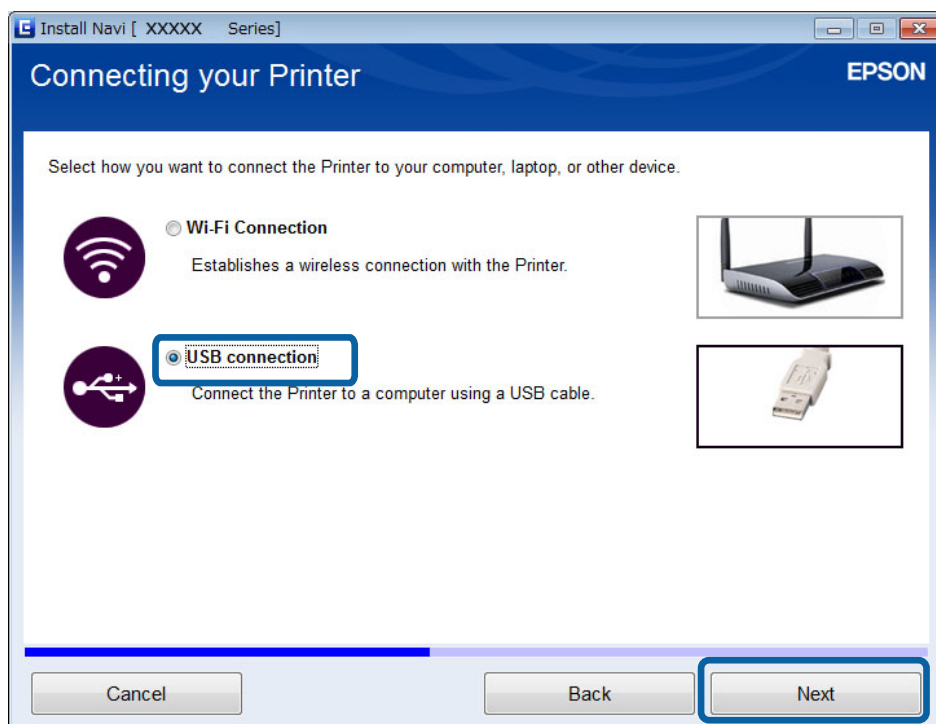 Install Navi [ XXXXX Series]
Connecting your Printer
EPSON
Select how you want to connect the Printer to your computer, laptop, or other device.
Wi-Fi Connection
Establishes a wireless connection with the Printer.
USB connection
Connect the Printer to a computer using a USB cable.
Cancel
Back
Next